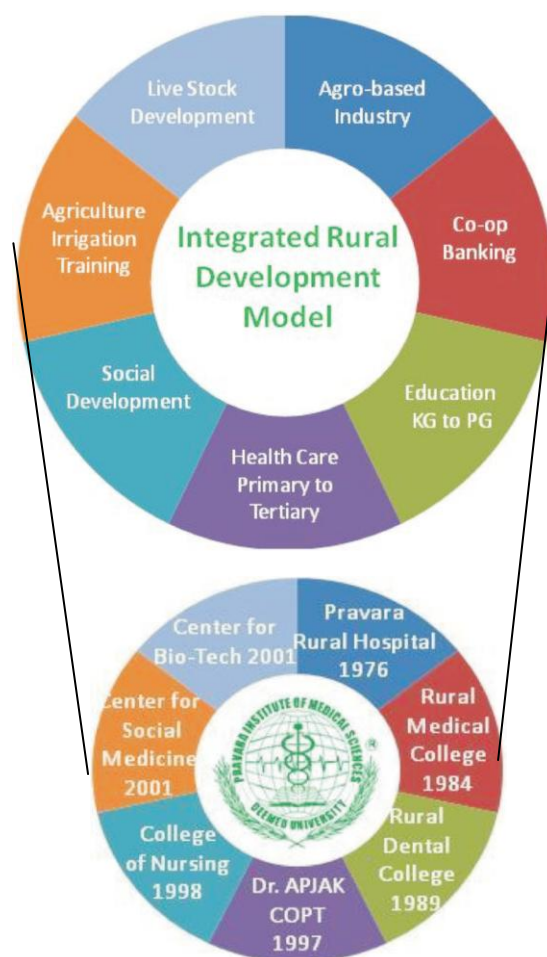 Live Stock
Development
Agro-based
Industry
Co-op
Banking
Education
KG to PG
Health Care
Primary to
Tertiary
Social
Development
Agriculture
Irrigation
Training
Integrated Rural
Development
Model
Center for
Bio-Tech 2001
Pravara
Rural Hospital
1976
Rural
Medical
College
1984
Rural
Dental
College
1989
Dr. APJAK
COPT
1997
College
of Nursing
1998
Center for
Social
Medicine
2001
PRAVARA INSTITUTE OF MEDICAL SCIENCES
DEEMED UNIVERSITY
®